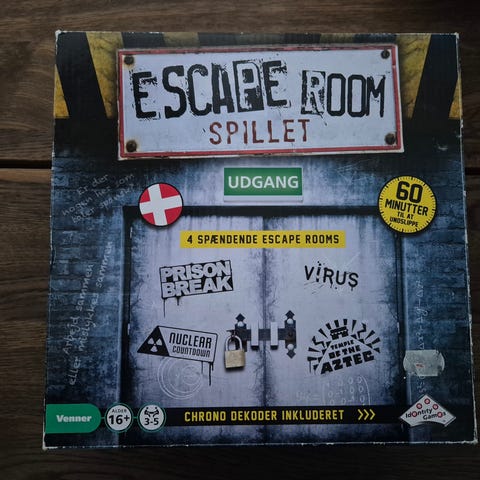 ESCAPE ROOM
SPILLET
UDGANG
60
MINUTTER
TIL AT
UNDSLIPPE
4 SPÆNDENDE ESCAPE ROOMS
PRISON
BREAK
VIRUS
NUCLEAR
COUNTDOWN
TEMPLE
OF THE
AZTEC
CHRONO DEKODER INKLUDERET >>>
Venner
ALDER
16+
3-5
Identity
Games